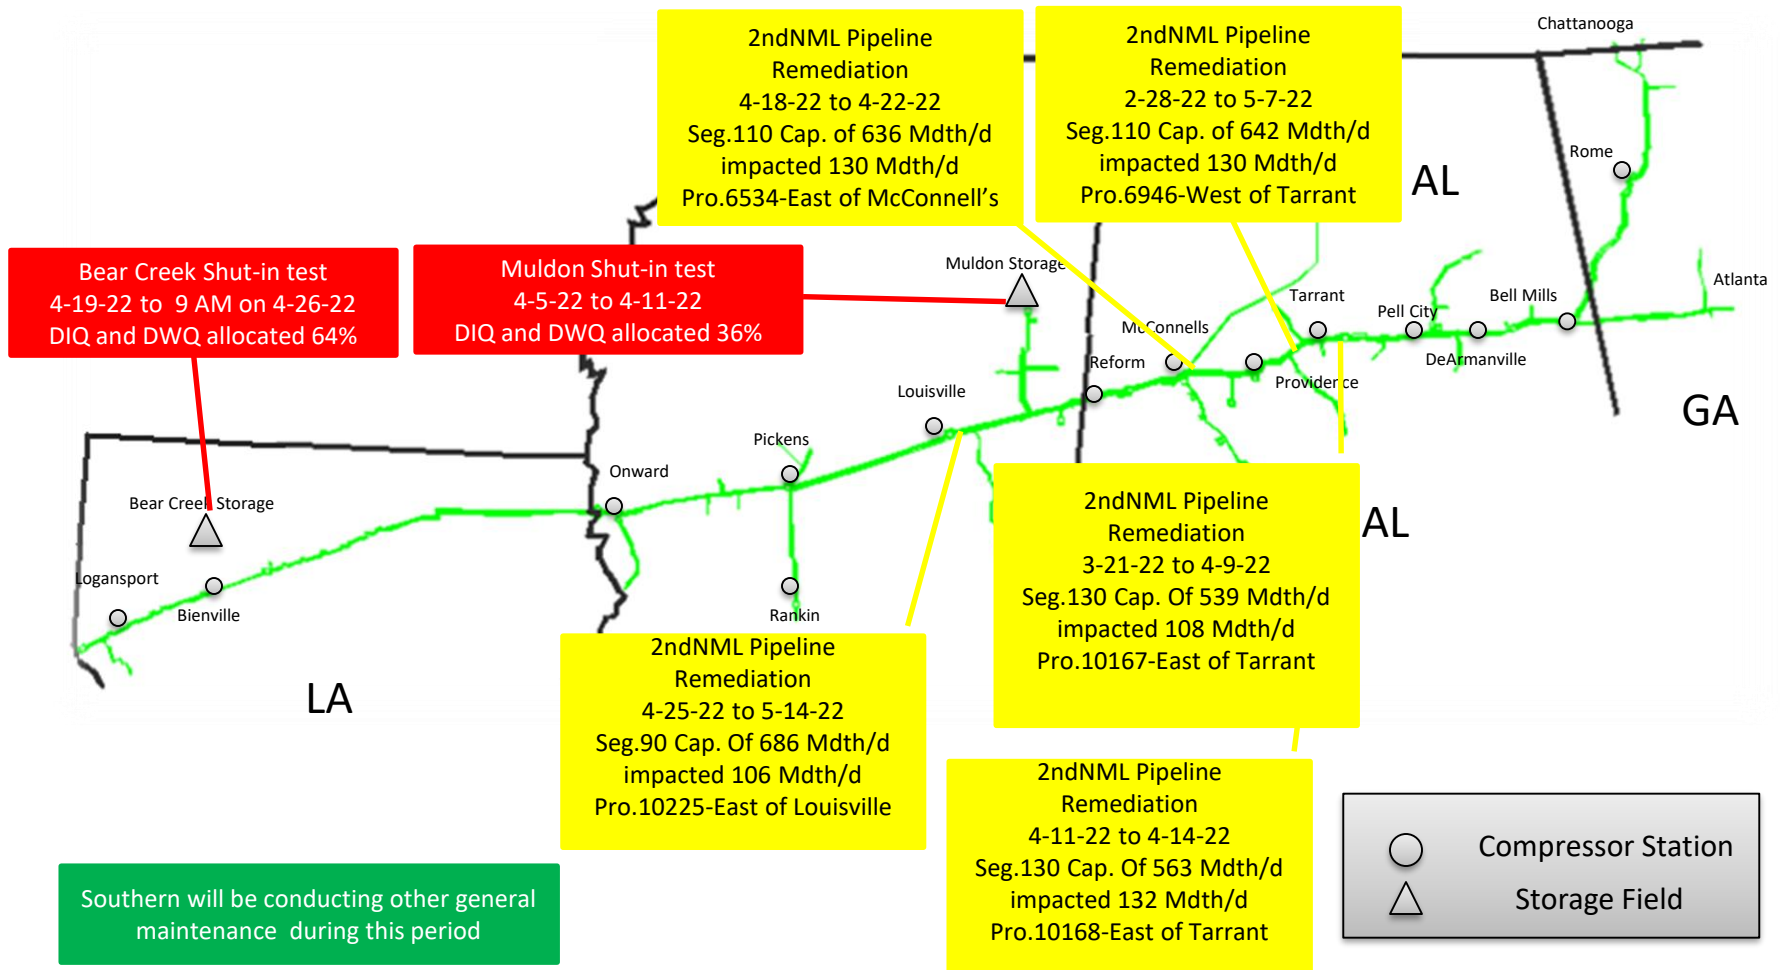 Chattanooga
2ndNML Pipeline
Remediation
4-18-22 to 4-22-22
Seg.110 Cap. of 636 Mdth/d
impacted 130 Mdth/d
Pro.6534-East of McConnell’s
2ndNML Pipeline
Remediation
2-28-22 to 5-7-22
Seg.110 Cap. of 642 Mdth/d
impacted 130 Mdth/d
Pro.6946-West of Tarrant
Rome
AL
Bear Creek Shut-in test
4-19-22 to 9 AM on 4-26-22
DIQ and DWQ allocated 64%
Muldon Shut-in test
4-5-22 to 4-11-22
DIQ and DWQ allocated 36%
Muldon Storage
Atlanta
Tarrant
Bell Mills
Pell City
McConnells
DeArmanville
Reform
Providence
Louisville
GA
Pickens
Onward
Bear Creek Storage
Logansport
Bienville
Rankin
LA
AL
2ndNML Pipeline
Remediation
3-21-22 to 4-9-22
Seg.130 Cap. Of 539 Mdth/d
impacted 108 Mdth/d
Pro.10167-East of Tarrant
2ndNML Pipeline
Remediation
4-25-22 to 5-14-22
Seg.90 Cap. Of 686 Mdth/d
impacted 106 Mdth/d
Pro.10225-East of Louisville
2ndNML Pipeline
Remediation
4-11-22 to 4-14-22
Seg.130 Cap. Of 563 Mdth/d
impacted 132 Mdth/d
Pro.10168-East of Tarrant
Southern will be conducting other general
maintenance during this period
Compressor Station
Storage Field